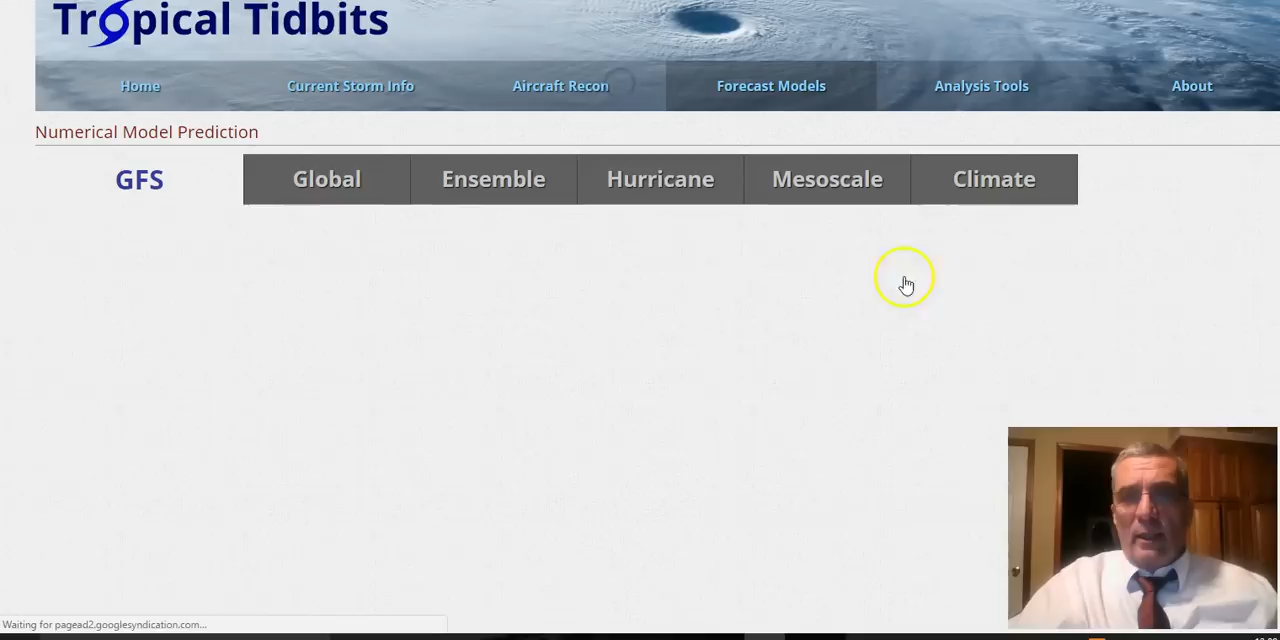 Tropical Tidbits
Home Current Storm Info Aircraft Recon Forecast Models Analysis Tools About
Numerical Model Prediction
GFS Global Ensemble Hurricane Mesoscale Climate
Waiting for pagead2.googlesyndication.com...